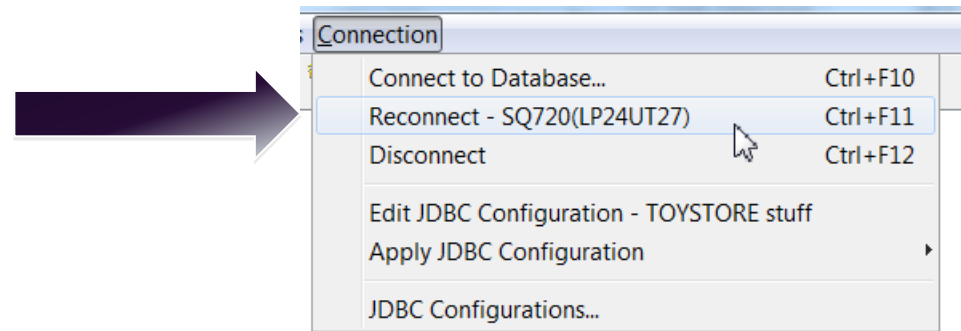 Connection
Connect to Database... Ctrl+F10
Reconnect - SQ720(LP24UT27) Ctrl+F11
Disconnect Ctrl+F12
Edit JDBC Configuration - TOYSTORE stuff
Apply JDBC Configuration
JDBC Configurations...